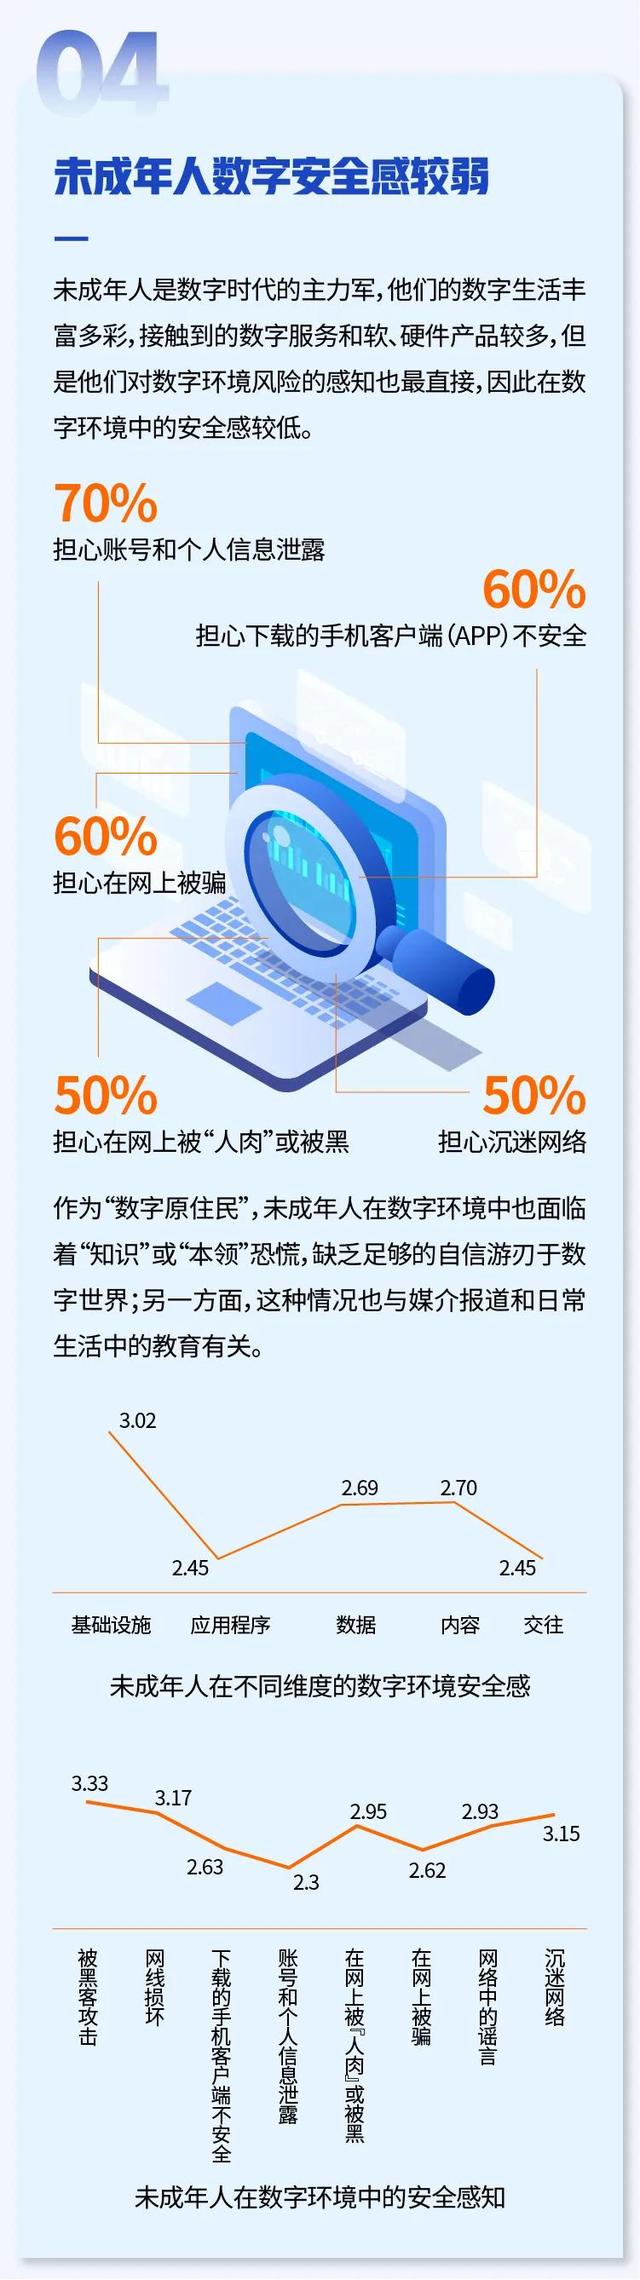 04
未成年人数字安全感较弱
未成年人是数字时代的主力军，他们的数字生活丰
富多彩，接触到的数字服务和软、硬件产品较多，但
是他们对数字环境风险的感知也最直接，因此在数
字环境中的安全感较低。
70%
担心账号和个人信息泄露
60%
担心下载的手机客户端（APP）不安全
60%
担心在网上被骗
50%
担心在网上被“人肉”或被黑
50%
担心沉迷网络
作为“数字原住民”，未成年人在数字环境中也面临
着“知识”或“本领”恐慌，缺乏足够的自信游刃于数
字世界；另一方面，这种情况也与媒介报道和日常
生活中的教育有关。
3.02
2.45
2.69
2.70
2.45
基础设施
应用程序
数据
内容
交往
未成年人在不同维度的数字环境安全感
3.33
3.17
2.63
2.3
2.95
2.62
2.93
3.15
被黑客攻击
网线损坏
下载的手机客户端不安全
账号和个人信息泄露
在网上被『人肉』或被黑
在网上被骗
网络中的谣言
沉迷网络
未成年人在数字环境中的安全感知